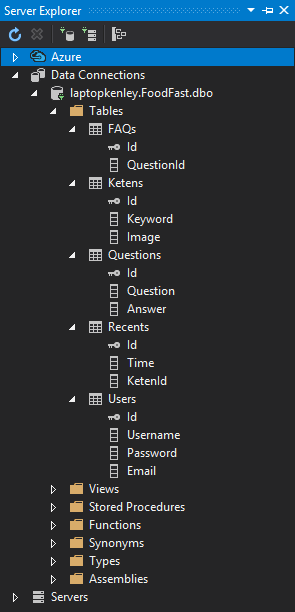 Server Explorer
Azure
Data Connections
laptopkenley.FoodFast.dbo
Tables
FAQs
Id
QuestionId
Ketens
Id
Keyword
Image
Questions
Id
Question
Answer
Recents
Id
Time
KetenId
Users
Id
Username
Password
Email
Views
Stored Procedures
Functions
Synonyms
Types
Assemblies
Servers